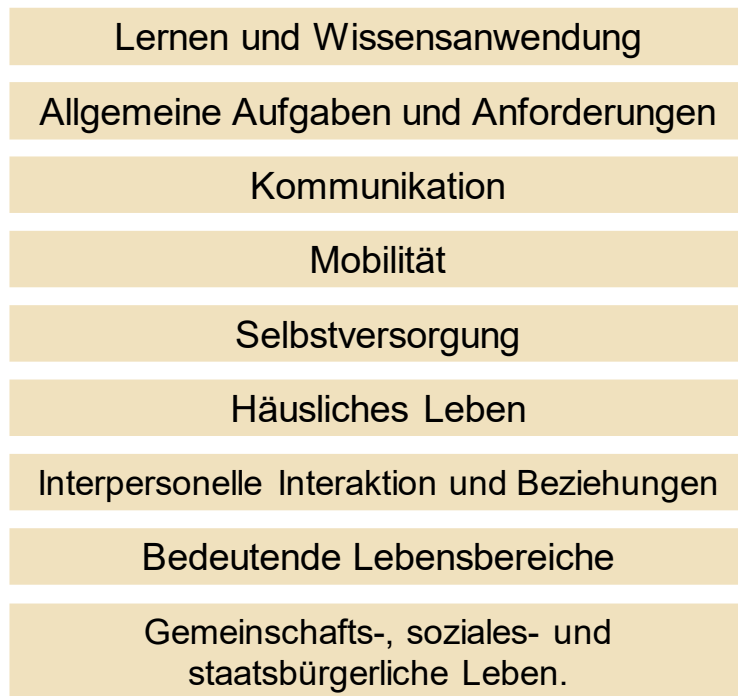 Lernen und Wissensanwendung
Allgemeine Aufgaben und Anforderungen
Kommunikation
Mobilität
Selbstversorgung
Häusliches Leben
Interpersonelle Interaktion und Beziehungen
Bedeutende Lebensbereiche
Gemeinschafts-, soziales- und
staatsbürgerliche Leben.